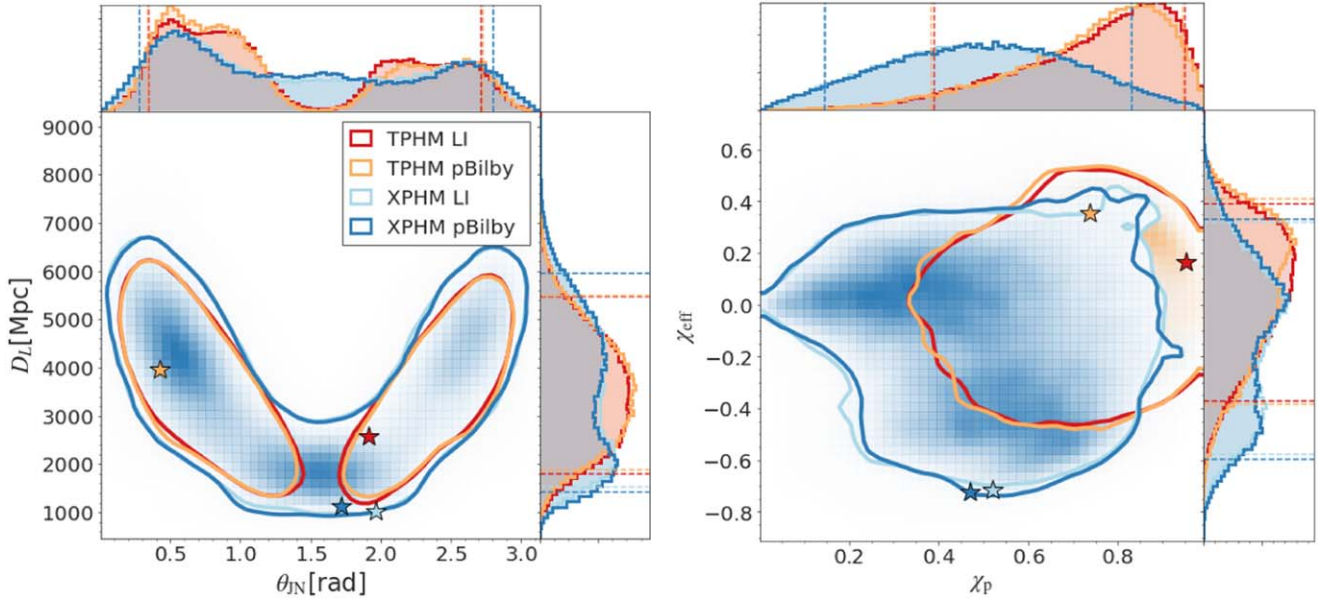 TPHM LI
TPHM pBilby
XPHM LI
XPHM pBilby
9000
8000
7000
6000
5000
4000
3000
2000
1000
D_L[Mpc]
0.5 1.0 1.5 2.0 2.5 3.0
θ_JN[rad]
0.6
0.4
0.2
0.0
−0.2
−0.4
−0.6
−0.8
χ_eff
0.2 0.4 0.6 0.8
χ_p